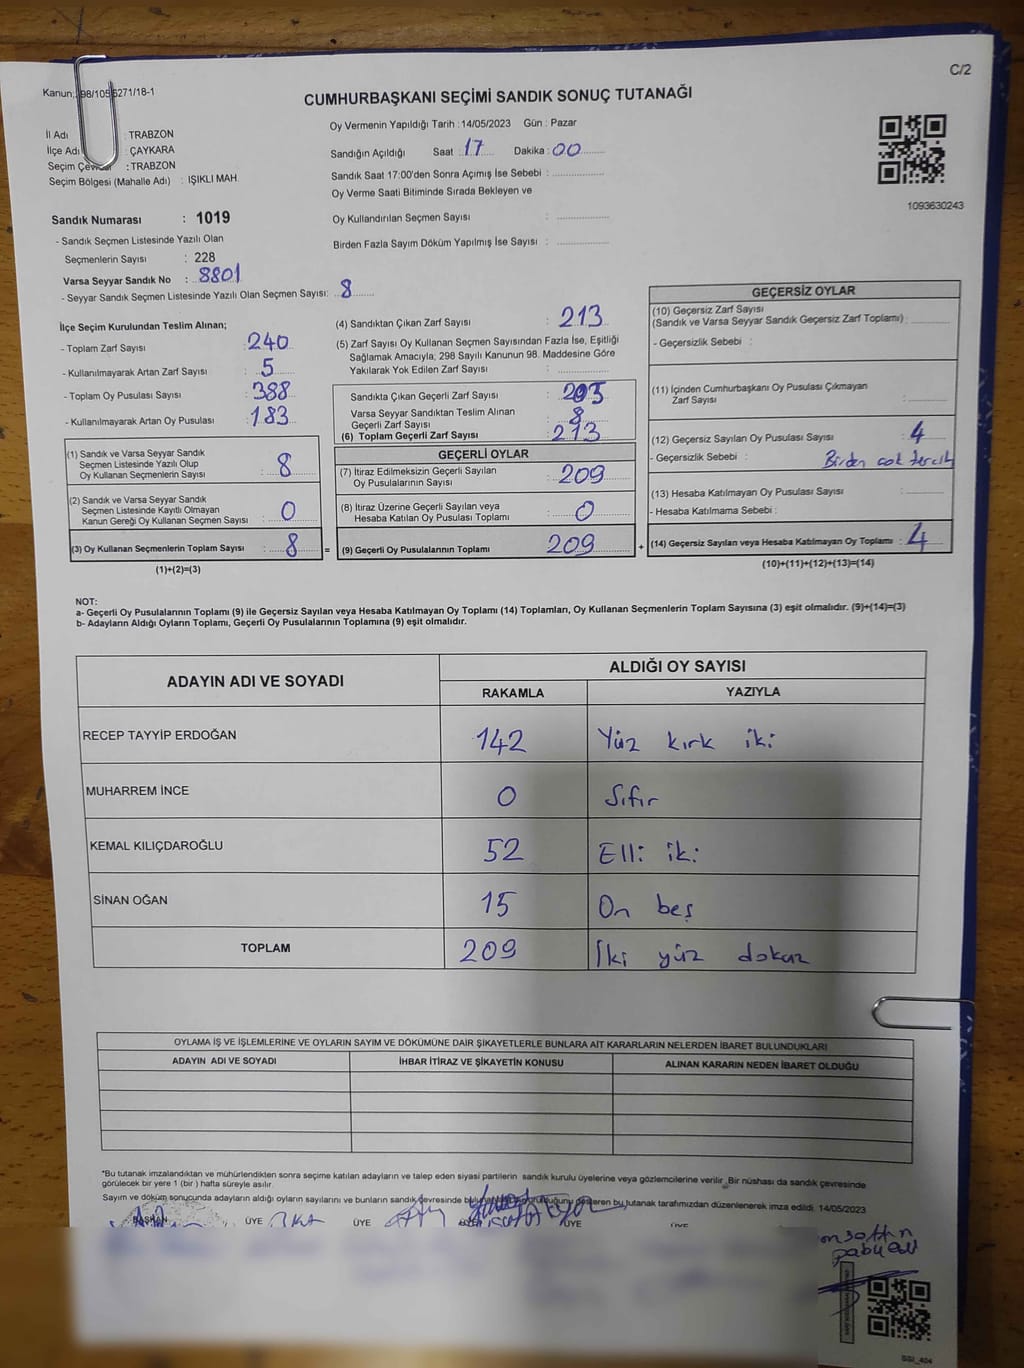 C/2
Kanun: 298/105 6271/18-1
CUMHURBAŞKANI SEÇİMİ SANDIK SONUÇ TUTANAĞI
İl Adı : TRABZON
İlçe Adı : ÇAYKARA
Seçim Çevresi : TRABZON
Seçim Bölgesi (Mahalle Adı) : IŞIKLI MAH.
Oy Vermenin Yapıldığı Tarih : 14/05/2023 Gün : Pazar
Sandığın Açıldığı Saat : 17 Dakika : 00
Sandık Saat 17:00'den Sonra Açımış İse Sebebi :
Oy Verme Saati Bitiminde Sırada Bekleyen ve
Oy Kullandırılan Seçmen Sayısı :
Birden Fazla Sayım Döküm Yapılmış İse Sayısı :
1093630243
Sandık Numarası : 1019
- Sandık Seçmen Listesinde Yazılı Olan
Seçmenlerin Sayısı : 228
Varsa Seyyar Sandık No : 8801
- Seyyar Sandık Seçmen Listesinde Yazılı Olan Seçmen Sayısı: 8
İlçe Seçim Kurulundan Teslim Alınan;
- Toplam Zarf Sayısı : 240
- Kullanılmayarak Artan Zarf Sayısı : 5
- Toplam Oy Pusulası Sayısı : 388
- Kullanılmayarak Artan Oy Pusulası : 183
(1) Sandık ve Varsa Seyyar Sandık
Seçmen Listesinde Yazılı Olup
Oy Kullanan Seçmenlerin Sayısı : 8
(2) Sandık ve Varsa Seyyar Sandık
Seçmen Listesinde Kayıtlı Olmayan
Kanun Gereği Oy Kullanan Seçmen Sayısı : 0
(3) Oy Kullanan Seçmenlerin Toplam Sayısı : 8 =
(1)+(2)=(3)
(4) Sandıktan Çıkan Zarf Sayısı : 213
(5) Zarf Sayısı Oy Kullanan Seçmen Sayısından Fazla İse, Eşitliği
Sağlamak Amacıyla, 298 Sayılı Kanunun 98. Maddesine Göre
Yakılarak Yok Edilen Zarf Sayısı :
Sandıkta Çıkan Geçerli Zarf Sayısı : 205
Varsa Seyyar Sandıktan Teslim Alınan
Geçerli Zarf Sayısı : 8
(6) Toplam Geçerli Zarf Sayısı : 213
GEÇERLİ OYLAR
(7) İtiraz Edilmeksizin Geçerli Sayılan
Oy Pusulalarının Sayısı : 209
(8) İtiraz Üzerine Geçerli Sayılan veya
Hesaba Katılan Oy Pusulası Toplamı : 0
(9) Geçerli Oy Pusulalarının Toplamı 209 +
GEÇERSİZ OYLAR
(10) Geçersiz Zarf Sayısı
(Sandık ve Varsa Seyyar Sandık Geçersiz Zarf Toplamı) :
- Geçersizlik Sebebi :
(11) İçinden Cumhurbaşkanı Oy Pusulası Çıkmayan
Zarf Sayısı :
(12) Geçersiz Sayılan Oy Pusulası Sayısı : 4
- Geçersizlik Sebebi : Birden çok tercih
(13) Hesaba Katılmayan Oy Pusulası Sayısı :
- Hesaba Katılmama Sebebi :
(14) Geçersiz Sayılan veya Hesaba Katılmayan Oy Toplamı : 4
(10)+(11)+(12)+(13)=(14)
NOT:
a- Geçerli Oy Pusulalarının Toplamı (9) ile Geçersiz Sayılan veya Hesaba Katılmayan Oy Toplamı (14) Toplamları, Oy Kullanan Seçmenlerin Toplam Sayısına (3) eşit olmalıdır. (9)+(14)=(3)
b- Adayların Aldığı Oyların Toplamı, Geçerli Oy Pusulalarının Toplamına (9) eşit olmalıdır.
ADAYIN ADI VE SOYADI
ALDIĞI OY SAYISI
RAKAMLA YAZIYLA
RECEP TAYYİP ERDOĞAN 142 Yüz kırk iki
MUHARREM İNCE 0 Sıfır
KEMAL KILIÇDAROĞLU 52 Elli iki
SİNAN OĞAN 15 On beş
TOPLAM 209 İki yüz dokuz
OYLAMA İŞ VE İŞLEMLERİNE VE OYLARIN SAYIM VE DÖKÜMÜNE DAİR ŞİKAYETLERLE BUNLARA AİT KARARLARIN NELERDEN İBARET BULUNDUKLARI
ADAYIN ADI VE SOYADI İHBAR İTİRAZ VE ŞİKAYETİN KONUSU ALINAN KARARIN NEDEN İBARET OLDUĞU
*Bu tutanak imzalandıktan ve mühürlendikten sonra seçime katılan adayların ve talep eden siyasi partilerin sandık kurulu üyelerine veya gözlemcilerine verilir. Bir nüshası da sandık çevresinde
görülecek bir yere 1 (bir) hafta süreyle asılır.
Sayım ve döküm sonucunda adayların aldığı oyların sayılarını ve bunların sandık çevresinde bulunan gösteren bu tutanak tarafımızdan düzenlenerek imza edildi. 14/05/2023
BAŞKAN ÜYE ÜYE ÜYE ÜYE